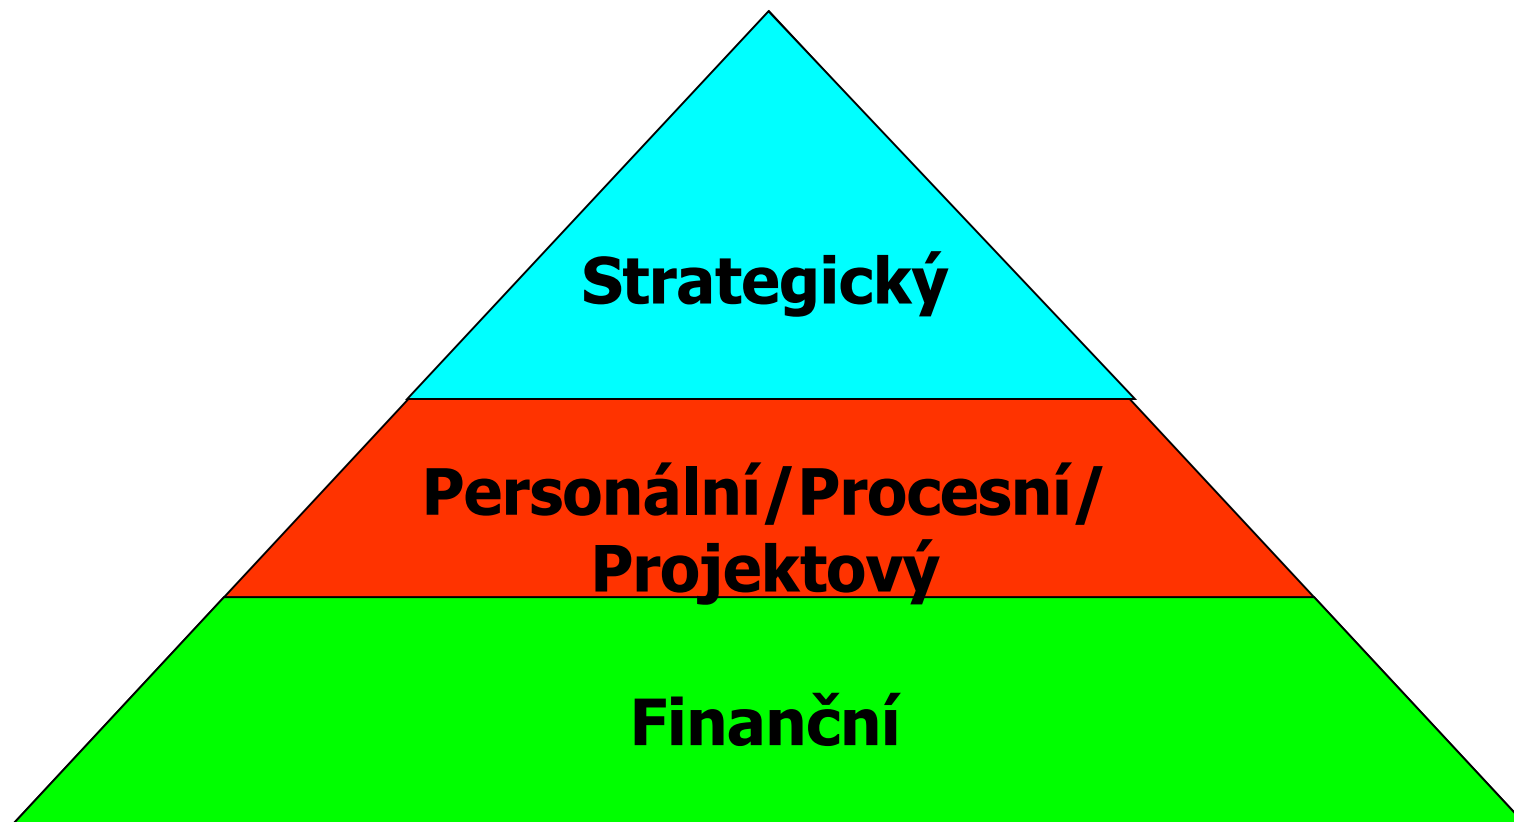 Strategický
Personální/Procesní/
Projektový
Finanční